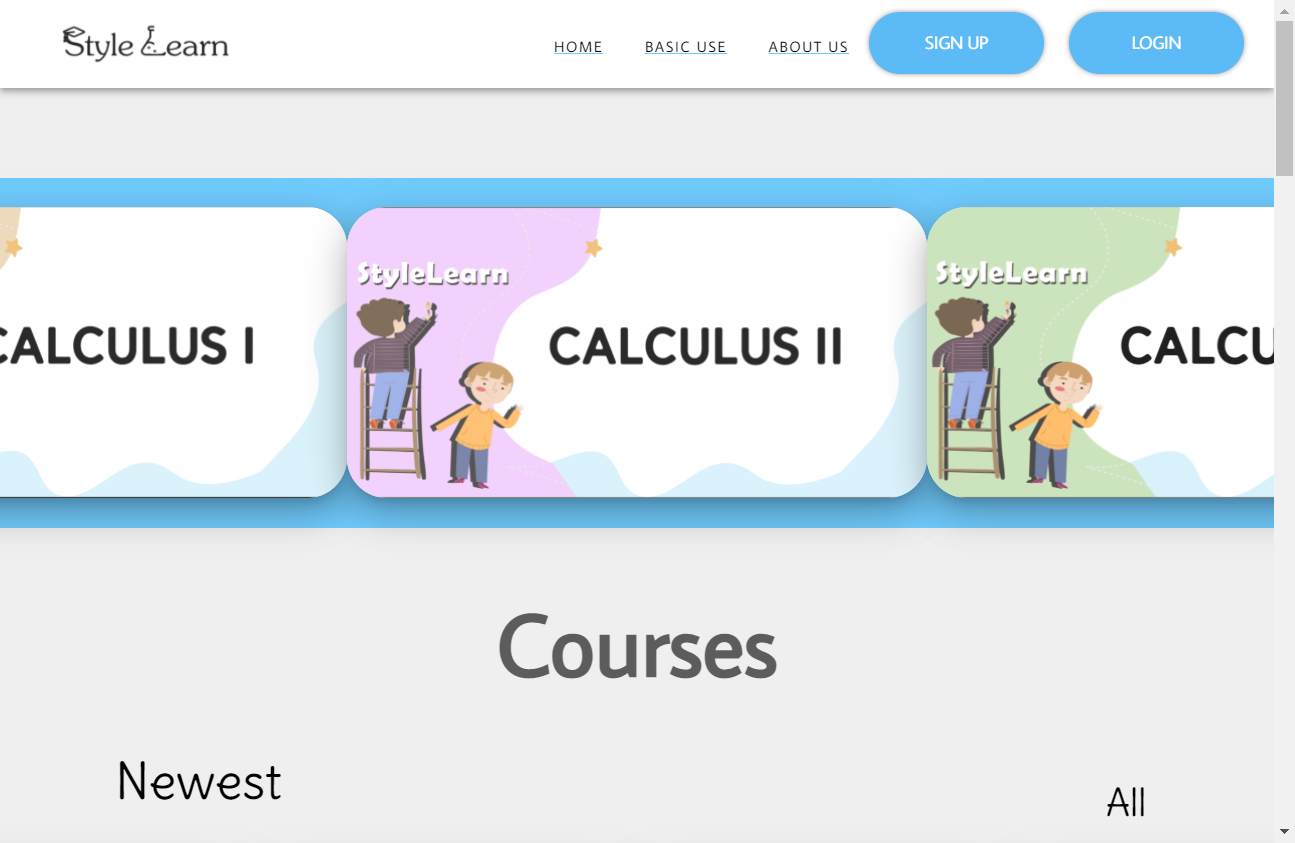 Style Learn
HOME
BASIC USE
ABOUT US
SIGN UP
LOGIN
CALCULUS I
StyleLearn
CALCULUS II
StyleLearn
CALCU
Courses
Newest
All